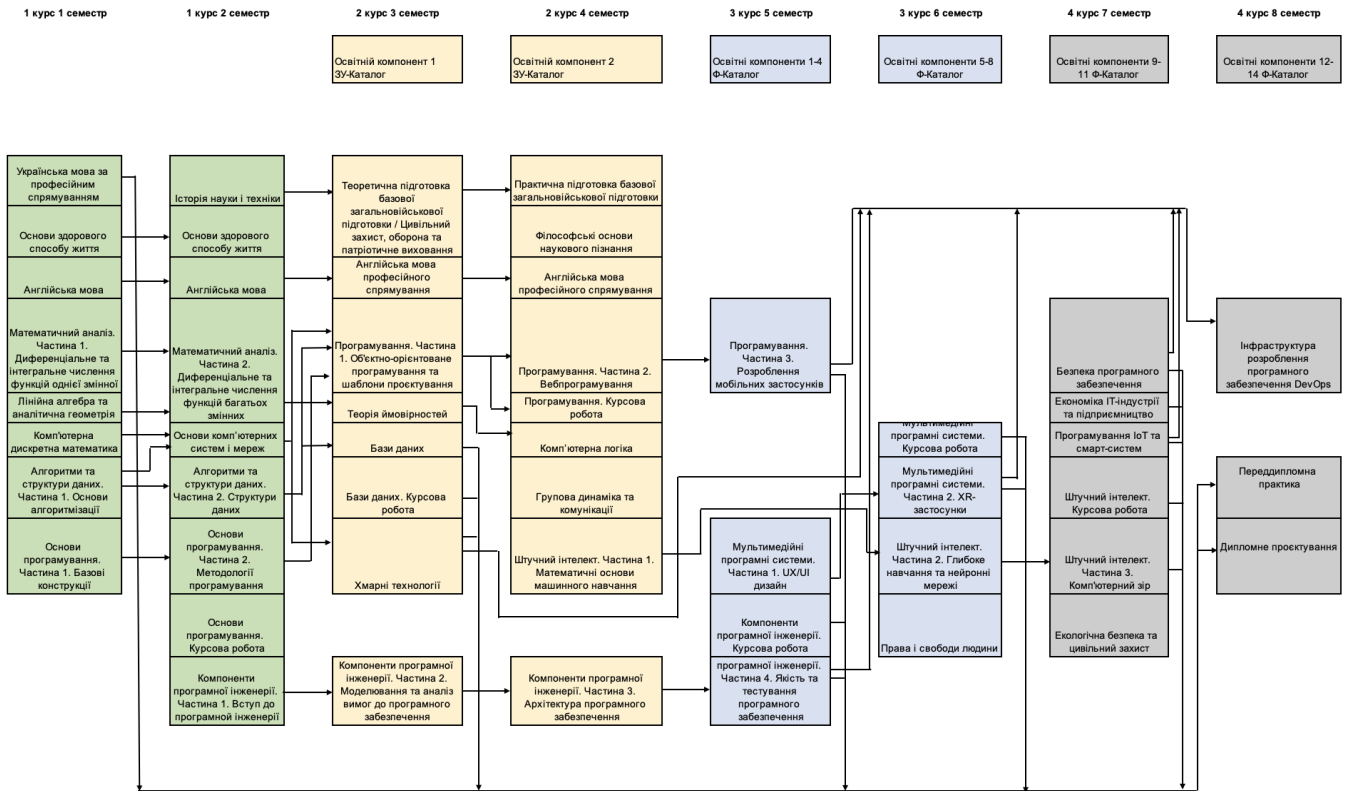 1 курс 1 семестр
1 курс 2 семестр
2 курс 3 семестр
2 курс 4 семестр
3 курс 5 семестр
3 курс 6 семестр
4 курс 7 семестр
4 курс 8 семестр
Освітній компонент 1
ЗУ-Каталог
Освітній компонент 2
ЗУ-Каталог
Освітні компоненти 1-4
Ф-Каталог
Освітні компоненти 5-8
Ф-Каталог
Освітні компоненти 9-
11 Ф-Каталог
Освітні компоненти 12-
14 Ф-Каталог
Українська мова за
професійним
спрямуванням
Основи здорового
способу життя
Англійська мова
Математичний аналіз.
Частина 1.
Диференціальне та
інтегральне числення
функцій однієї змінної
Лінійна алгебра та
аналітична геометрія
Комп'ютерна
дискретна математика
Алгоритми та
структури даних.
Частина 1. Основи
алгоритмізації
Основи
програмування.
Частина 1. Базові
конструкції
Історія науки і техніки
Основи здорового
способу життя
Англійська мова
Математичний аналіз.
Частина 2.
Диференціальне та
інтегральне числення
функцій багатьох
змінних
Основи комп'ютерних
систем і мереж
Алгоритми та
структури даних.
Частина 2. Структури
даних
Основи
програмування.
Частина 2.
Методології
програмування
Основи
програмування.
Курсова робота
Компоненти
програмної інженерії.
Частина 1. Вступ до
програмной інженерії
Теоретична підготовка
базової
загальновійськової
підготовки / Цивільний
захист, оборона та
патріотичне виховання
Англійська мова
професійного
спрямування
Програмування. Частина
1. Об'єктно-орієнтоване
програмування та
шаблони проєктування
Теорія ймовірностей
Бази даних
Бази даних. Курсова
робота
Хмарні технології
Компоненти програмної
інженерії. Частина 2.
Моделювання та аналіз
вимог до програмного
забезпечення
Практична підготовка базової
загальновійськової підготовки
Філософські основи
наукового пізнання
Англійська мова
професійного спрямування
Програмування. Частина 2.
Вебпрограмування
Програмування. Курсова
робота
Комп'ютерна логіка
Групова динаміка та
комунікації
Штучний інтелект. Частина 1.
Математичні основи
машинного навчання
Компоненти програмної
інженерії. Частина 3.
Архітектура програмного
забезпечення
Програмування.
Частина 3.
Розроблення
мобільних застосунків
Мультимедійні
програмні системи.
Частина 1. UX/UI
дизайн
Компоненти
програмної інженерії.
Курсова робота
програмної інженерії.
Частина 4. Якість та
тестування
програмного
забезпечення
Мультимедійні
програмні системи.
Курсова робота
Мультимедійні
програмні системи.
Частина 2. XR-
застосунки
Штучний інтелект.
Частина 2. Глибоке
навчання та нейронні
мережі
Права і свободи людини
Безпека програмного
забезпечення
Економіка ІТ-індустрії
та підприємництво
Програмування IoT та
смарт-систем
Штучний інтелект.
Курсова робота
Штучний інтелект.
Частина 3.
Комп'ютерний зір
Екологічна безпека та
цивільний захист
Інфраструктура
розроблення
програмного
забезпечення DevOps
Переддипломна
практика
Дипломне проєктування